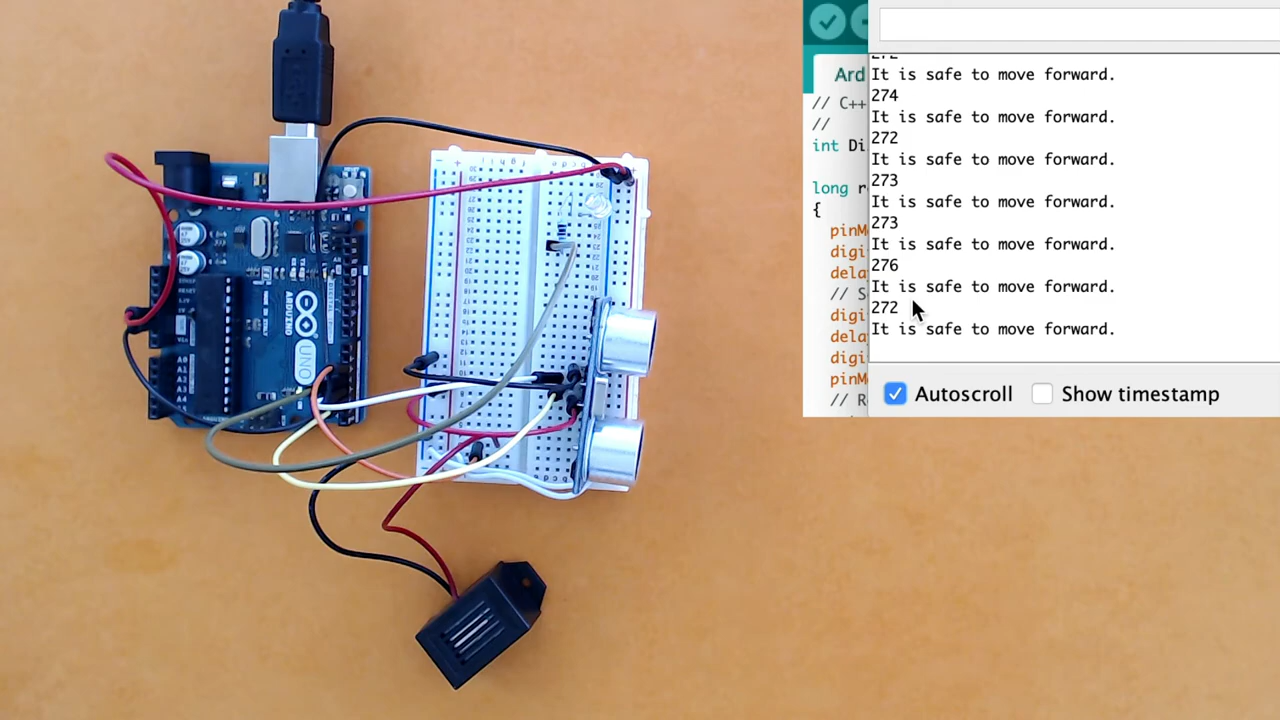 It is safe to move forward.
274
It is safe to move forward.
272
It is safe to move forward.
273
It is safe to move forward.
273
It is safe to move forward.
276
It is safe to move forward.
272
It is safe to move forward.
Autoscroll
Show timestamp
Ard
// C++
//
int Di
long r
{
pinM
digi
dela
// S
digi
dela
digi
pinM
// R
ARDUINO
UNO